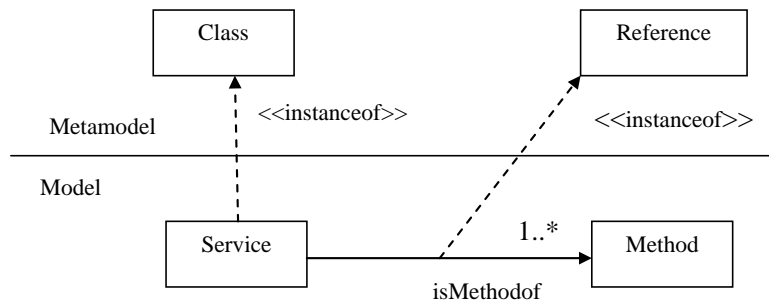 Class
Reference
<<instanceof>>
<<instanceof>>
Metamodel
Model
Service
1..*
Method
isMethodof